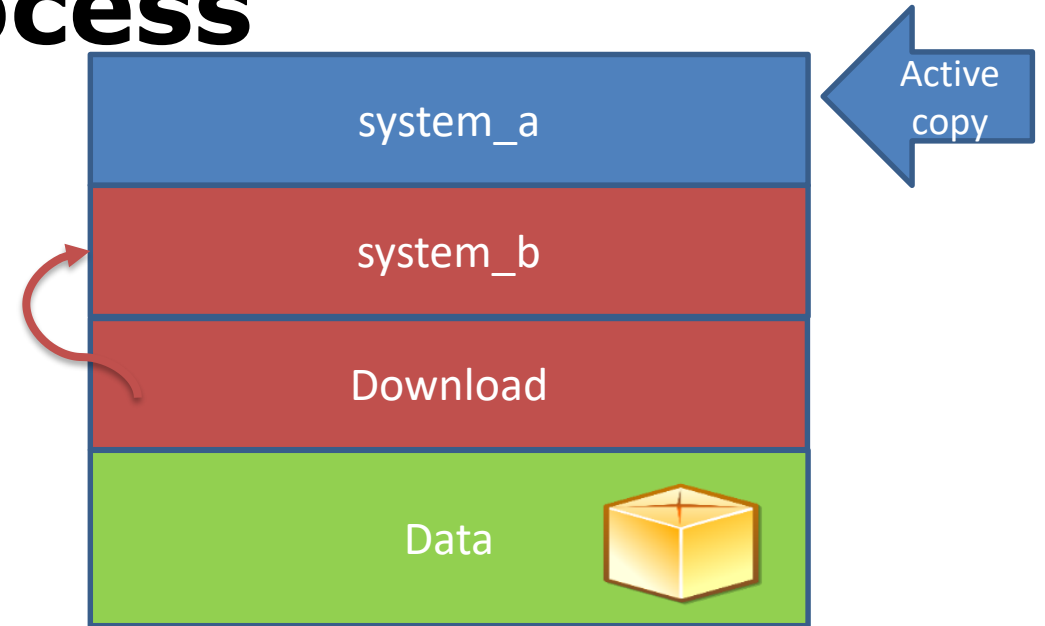 ocess
system_a
Active
copy
system_b
Download
Data